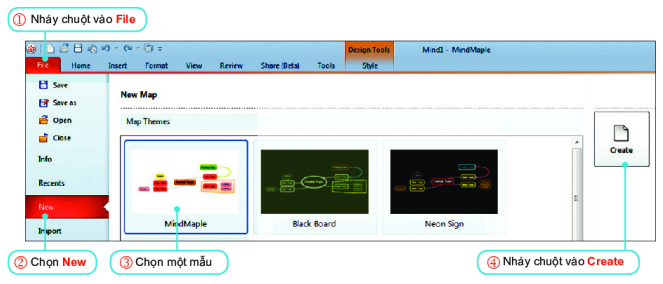 ① Nháy chuột vào File
Design Tools
Mind1 - MindMaple
File Home Insert Format View Review Share (Beta) Tools Style
Save
Save as
Open
Close
Info
Recents
New
Import
New Map
Map Themes
MindMaple
Black Board
Neon Sign
Create
② Chọn New
③ Chọn một mẫu
④ Nháy chuột vào Create